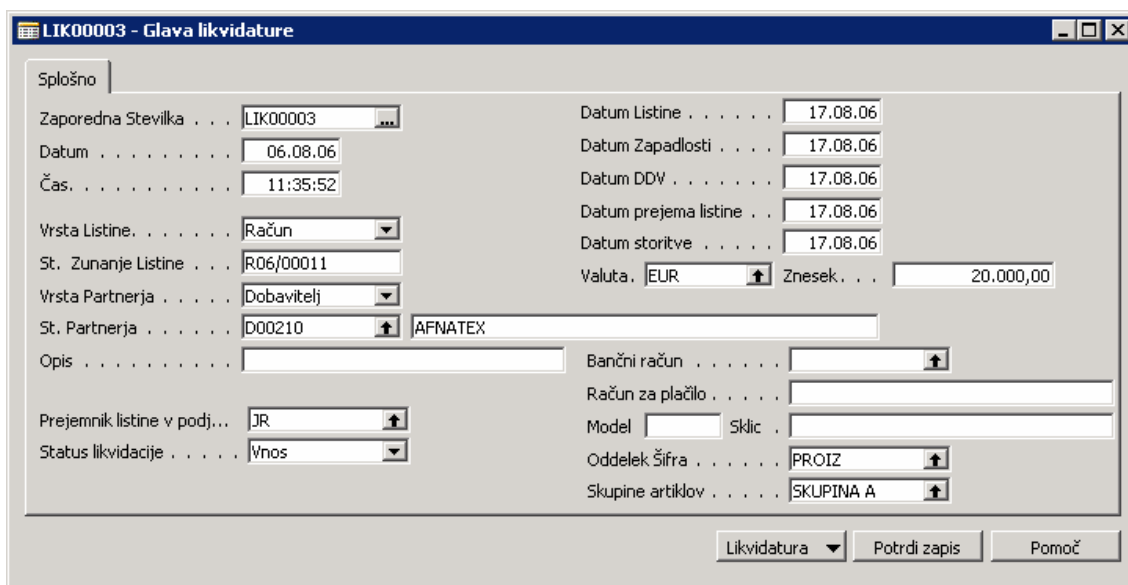 LIK00003 - Glava likvidature
Splošno
Zaporedna Stevilka . . . LIK00003 ...
Datum . . . . . . . . . 06.08.06
Čas. . . . . . . . . . . 11:35:52
Vrsta Listine. . . . . . . Račun
St. Zunanje Listine . . . R06/00011
Vrsta Partnerja . . . . . Dobavitelj
St. Partnerja . . . . . . D00210 AFNATEX
Opis . . . . . . . . . .
Prejemnik listine v podj... JR
Status likvidacije . . . . . Vnos
Datum Listine . . . . . . 17.08.06
Datum Zapadlosti . . . . 17.08.06
Datum DDV . . . . . . . 17.08.06
Datum prejema listine . . 17.08.06
Datum storitve . . . . . 17.08.06
Valuta. EUR Znesek. . . 20.000,00
Bančni račun . . . . . .
Račun za plačilo . . . . .
Model Sklic .
Oddelek Šifra . . . . . . PROIZ
Skupine artiklov . . . . . SKUPINA A
Likvidatura Potrdi zapis Pomoč